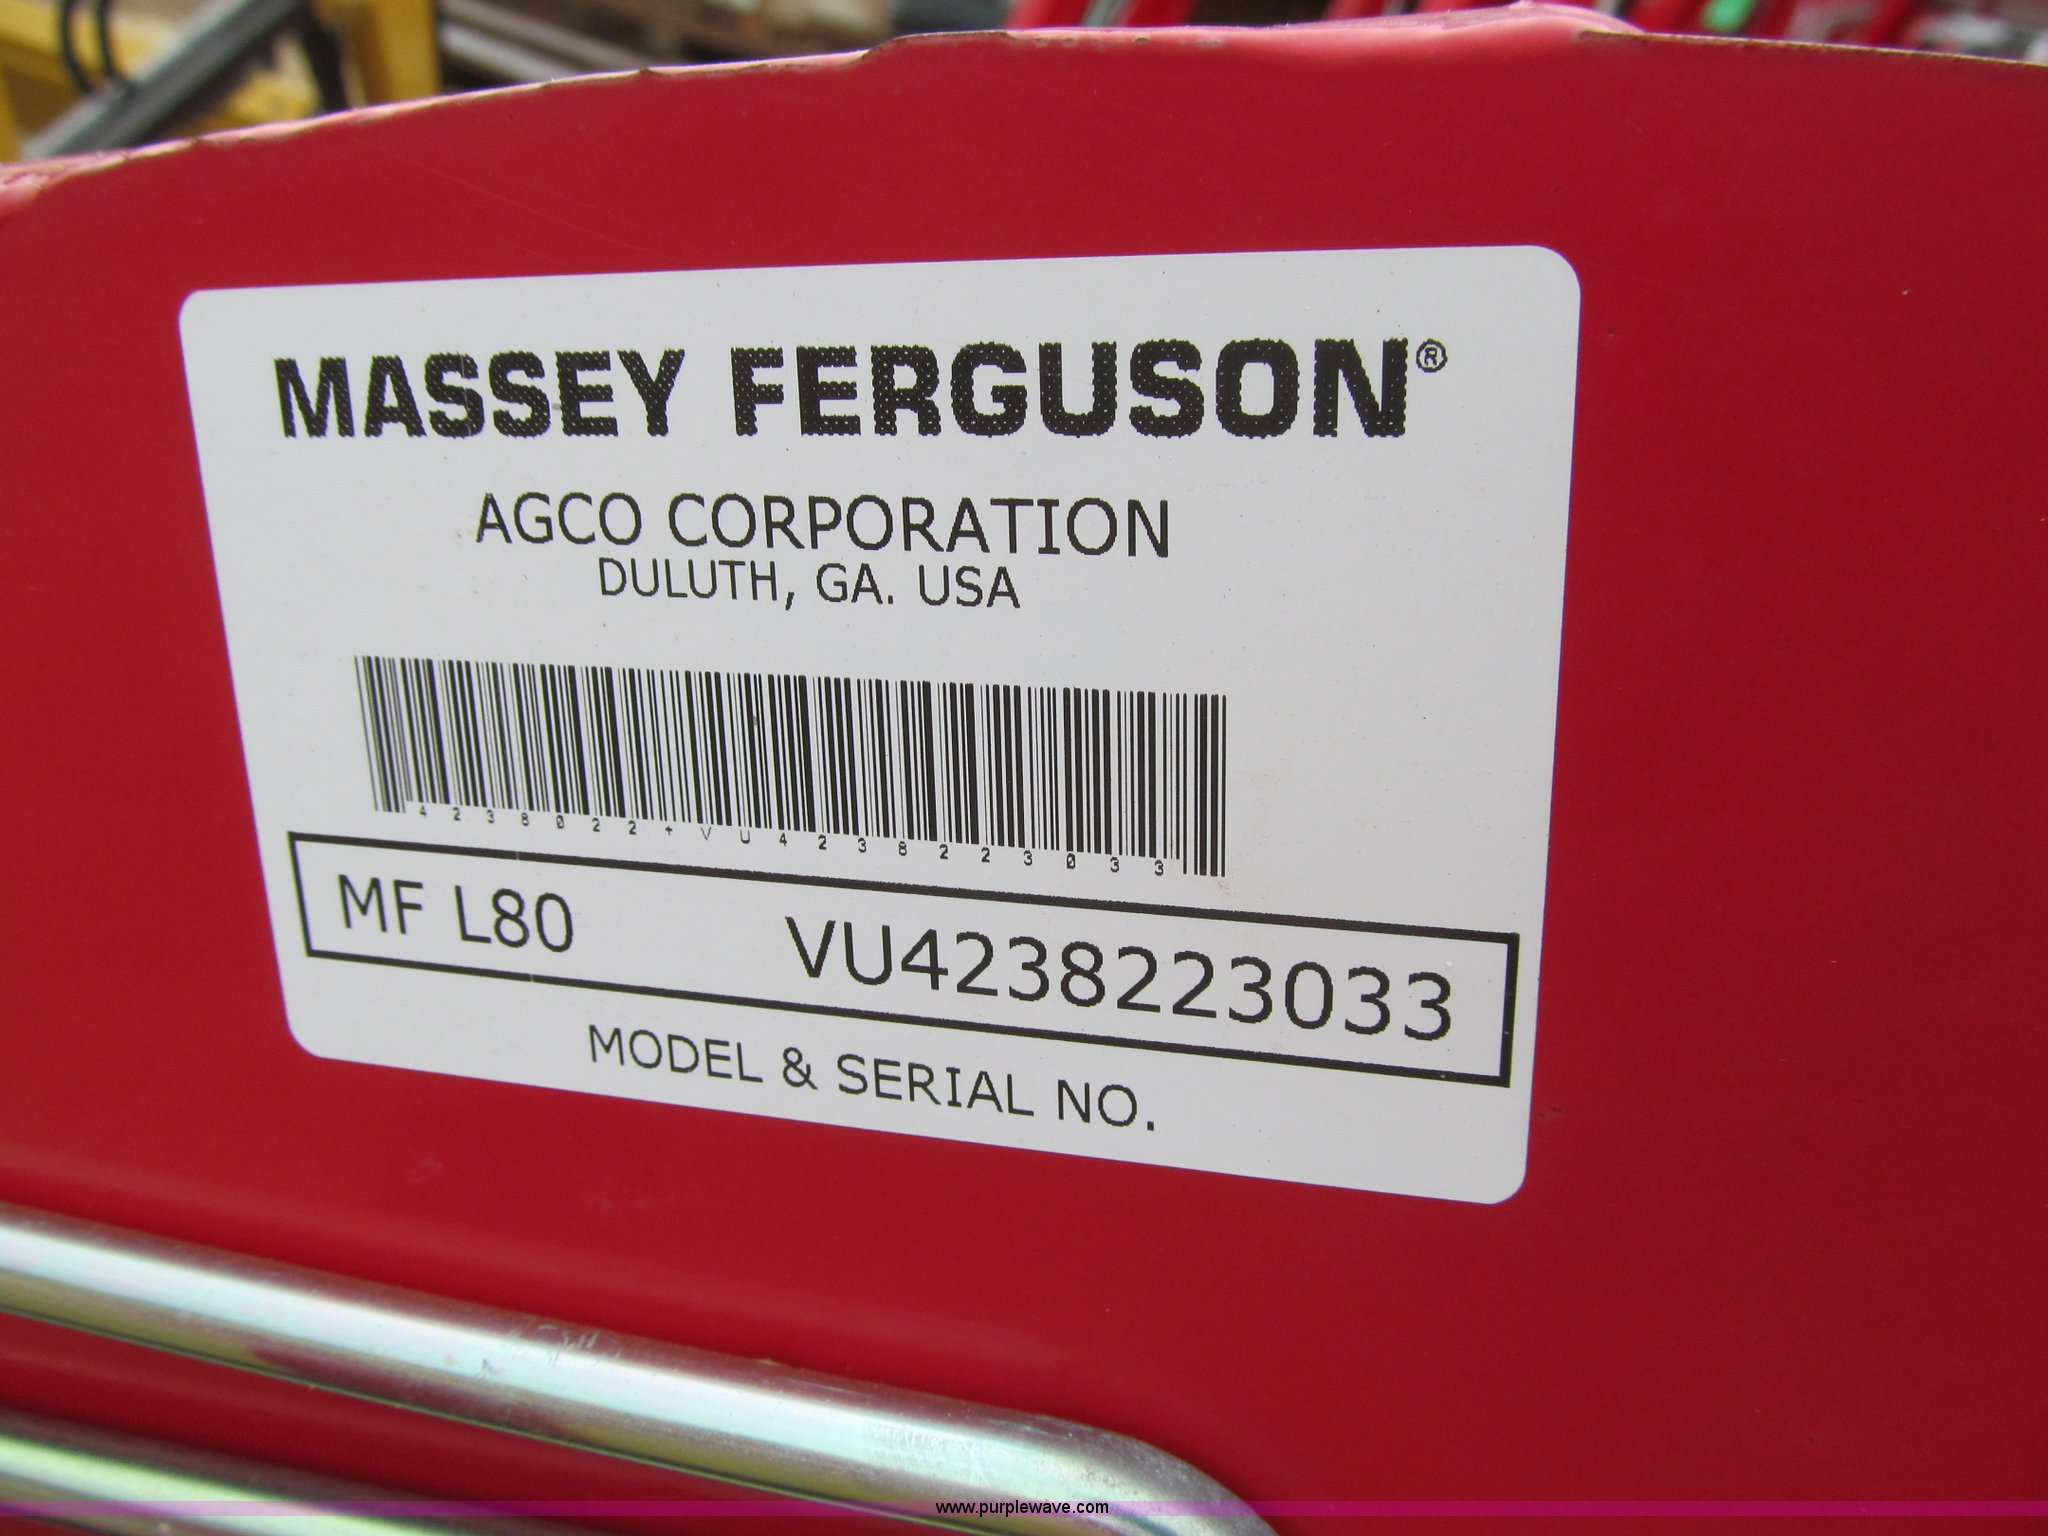 MASSEY FERGUSON®
AGCO CORPORATION
DULUTH, GA. USA
4238022+VU4238223033
MF L80 VU4238223033
MODEL & SERIAL NO.
www.purplewave.com